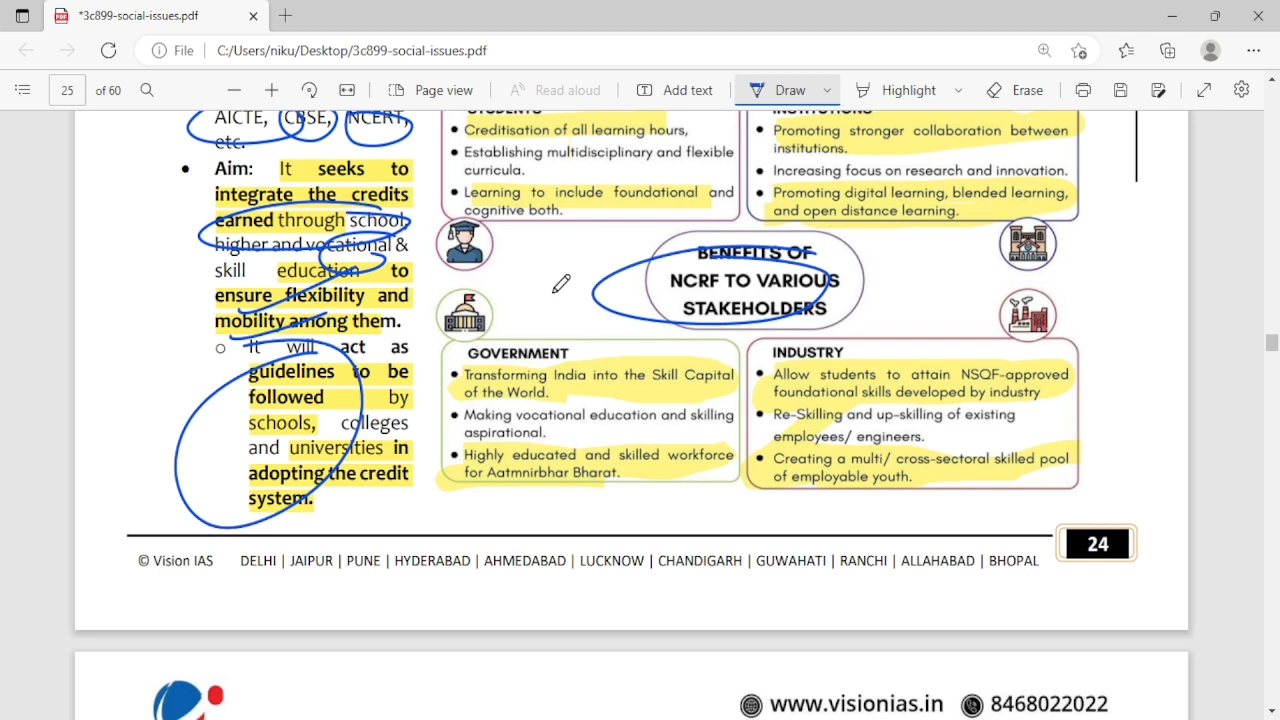 *3c899-social-issues.pdf
File
C:/Users/niku/Desktop/3c899-social-issues.pdf
25
of 60
Page view
Read aloud
Add text
Draw
Highlight
Erase
AICTE, CBSE, NCERT,
etc.
Aim: It seeks to
integrate the credits
earned through school,
higher and vocational &
skill education to
ensure flexibility and
mobility among them.
o It will act as
guidelines to be
followed by
schools, colleges
and universities in
adopting the credit
system.
STUDENTS
Creditisation of all learning hours,
Establishing multidisciplinary and flexible
curricula.
Learning to include foundational and
cognitive both.
INSTITUTIONS
Promoting stronger collaboration between
institutions.
Increasing focus on research and innovation.
Promoting digital learning, blended learning,
and open distance learning.
BENEFITS OF
NCRF TO VARIOUS
STAKEHOLDERS
GOVERNMENT
Transforming India into the Skill Capital
of the World.
Making vocational education and skilling
aspirational.
Highly educated and skilled workforce
for Aatmnirbhar Bharat.
INDUSTRY
Allow students to attain NSQF-approved
foundational skills developed by industry
Re-Skilling and up-skilling of existing
employees/ engineers.
Creating a multi/ cross-sectoral skilled pool
of employable youth.
24
© Vision IAS
DELHI | JAIPUR | PUNE | HYDERABAD | AHMEDABAD | LUCKNOW | CHANDIGARH | GUWAHATI | RANCHI | ALLAHABAD | BHOPAL
www.visionias.in
8468022022